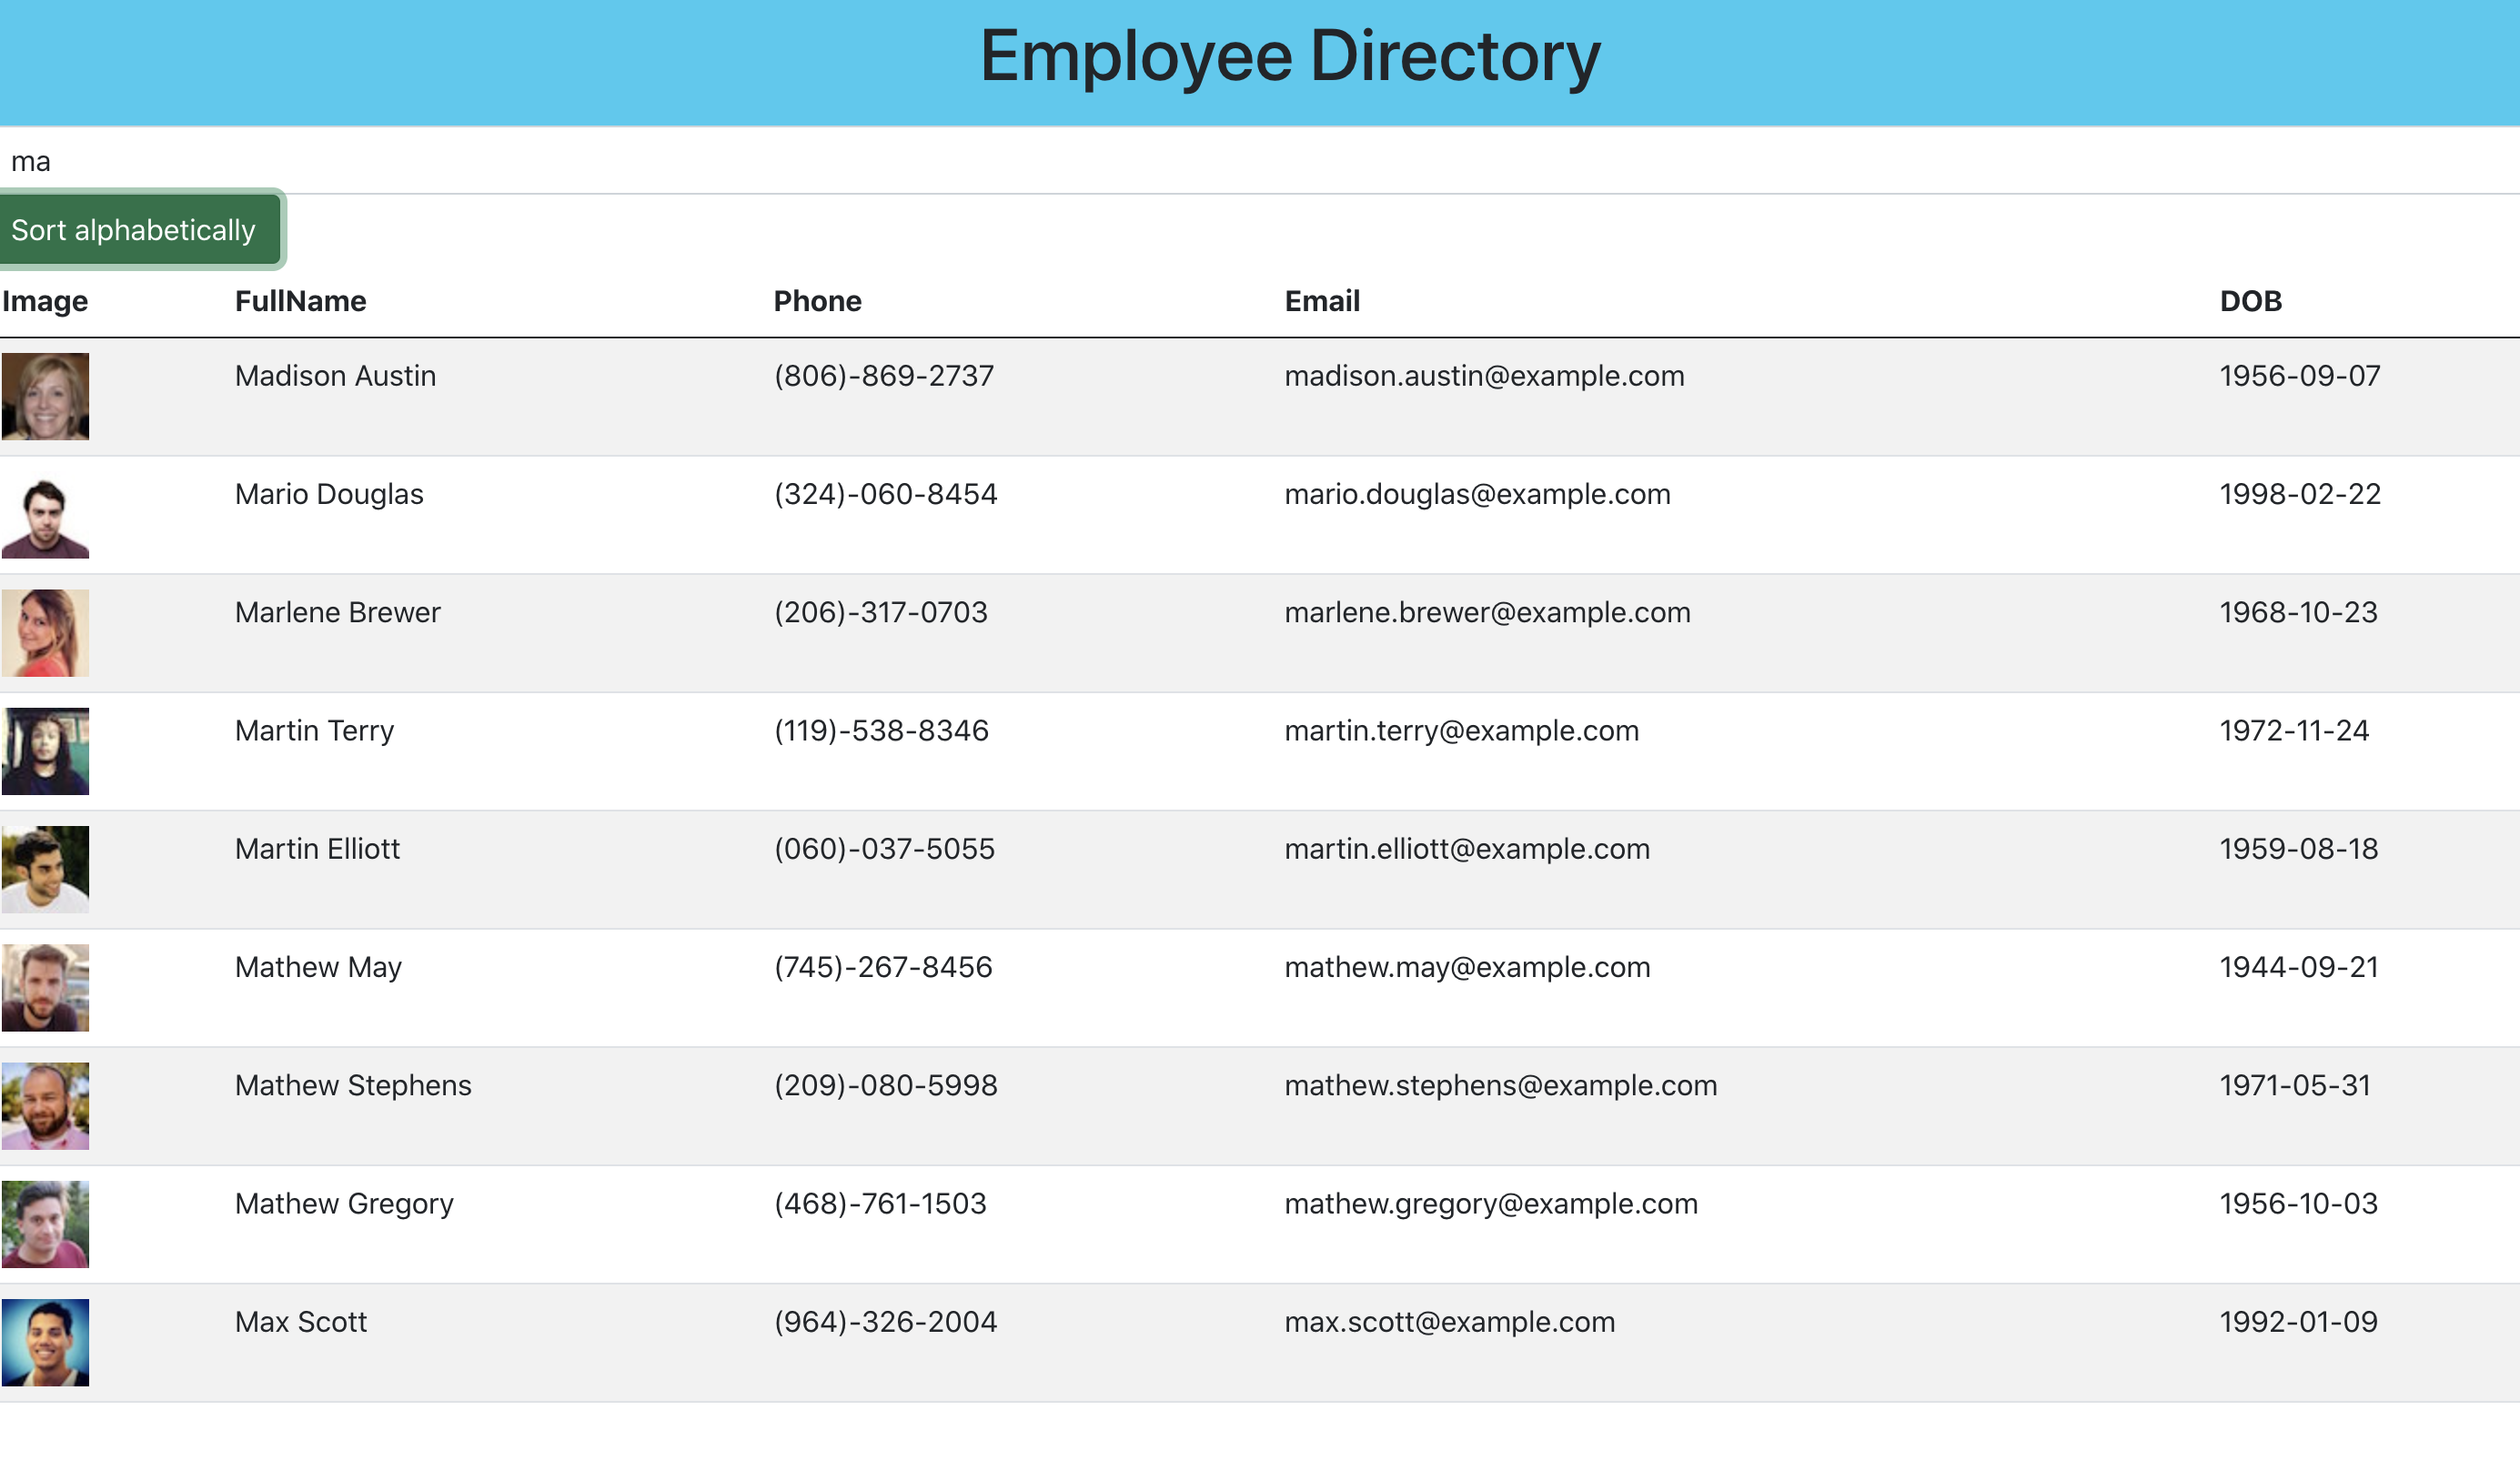 Employee Directory
ma
Sort alphabetically
Image FullName Phone Email DOB
Madison Austin (806)-869-2737 madison.austin@example.com 1956-09-07
Mario Douglas (324)-060-8454 mario.douglas@example.com 1998-02-22
Marlene Brewer (206)-317-0703 marlene.brewer@example.com 1968-10-23
Martin Terry (119)-538-8346 martin.terry@example.com 1972-11-24
Martin Elliott (060)-037-5055 martin.elliott@example.com 1959-08-18
Mathew May (745)-267-8456 mathew.may@example.com 1944-09-21
Mathew Stephens (209)-080-5998 mathew.stephens@example.com 1971-05-31
Mathew Gregory (468)-761-1503 mathew.gregory@example.com 1956-10-03
Max Scott (964)-326-2004 max.scott@example.com 1992-01-09